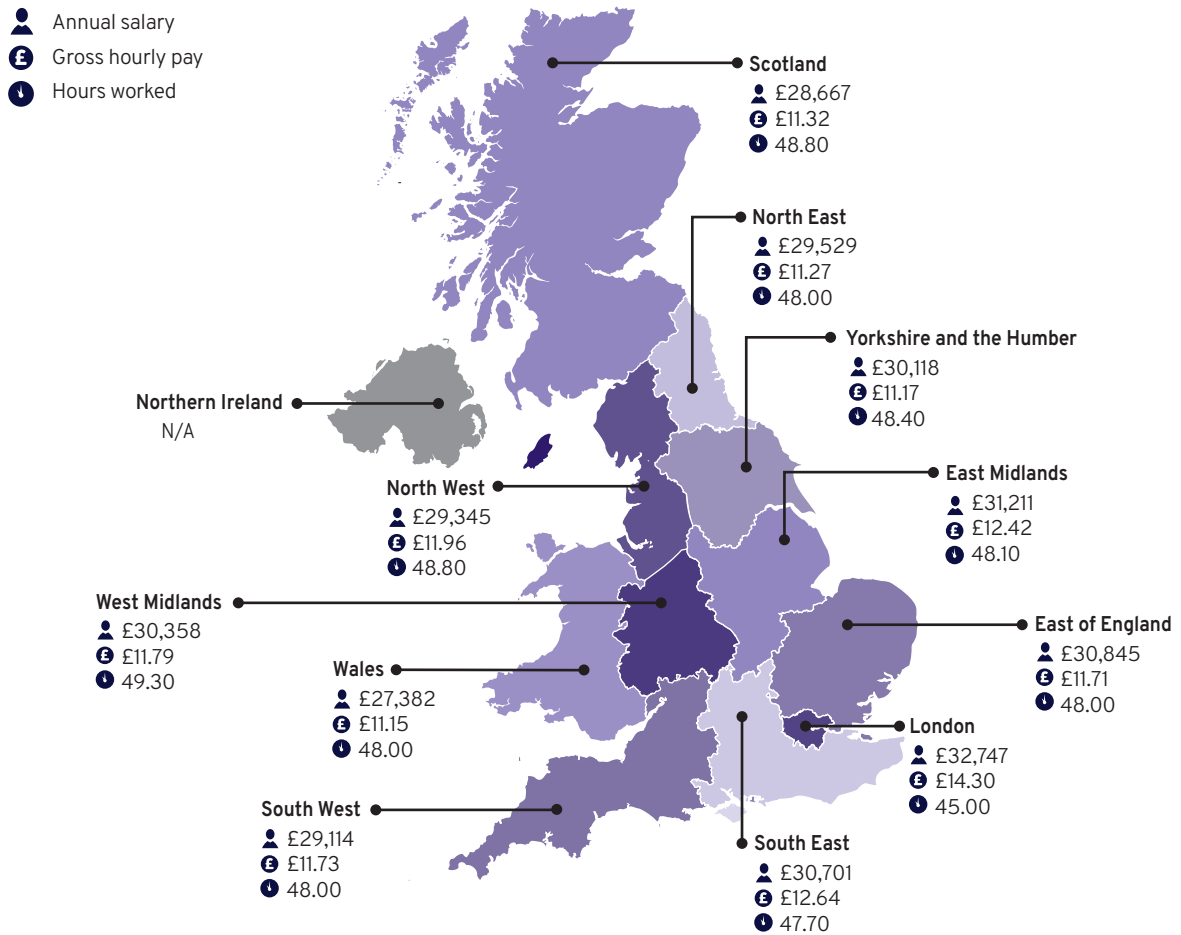 Annual salary
£ Gross hourly pay
Hours worked
Scotland
£28,667
£ £11.32
48.80
North East
£29,529
£ £11.27
48.00
Yorkshire and the Humber
£30,118
£ £11.17
48.40
Northern Ireland
N/A
East Midlands
£31,211
£ £12.42
48.10
North West
£29,345
£ £11.96
48.80
West Midlands
£30,358
£ £11.79
49.30
East of England
£30,845
£ £11.71
48.00
Wales
£27,382
£ £11.15
48.00
London
£32,747
£ £14.30
45.00
South West
£29,114
£ £11.73
48.00
South East
£30,701
£ £12.64
47.70